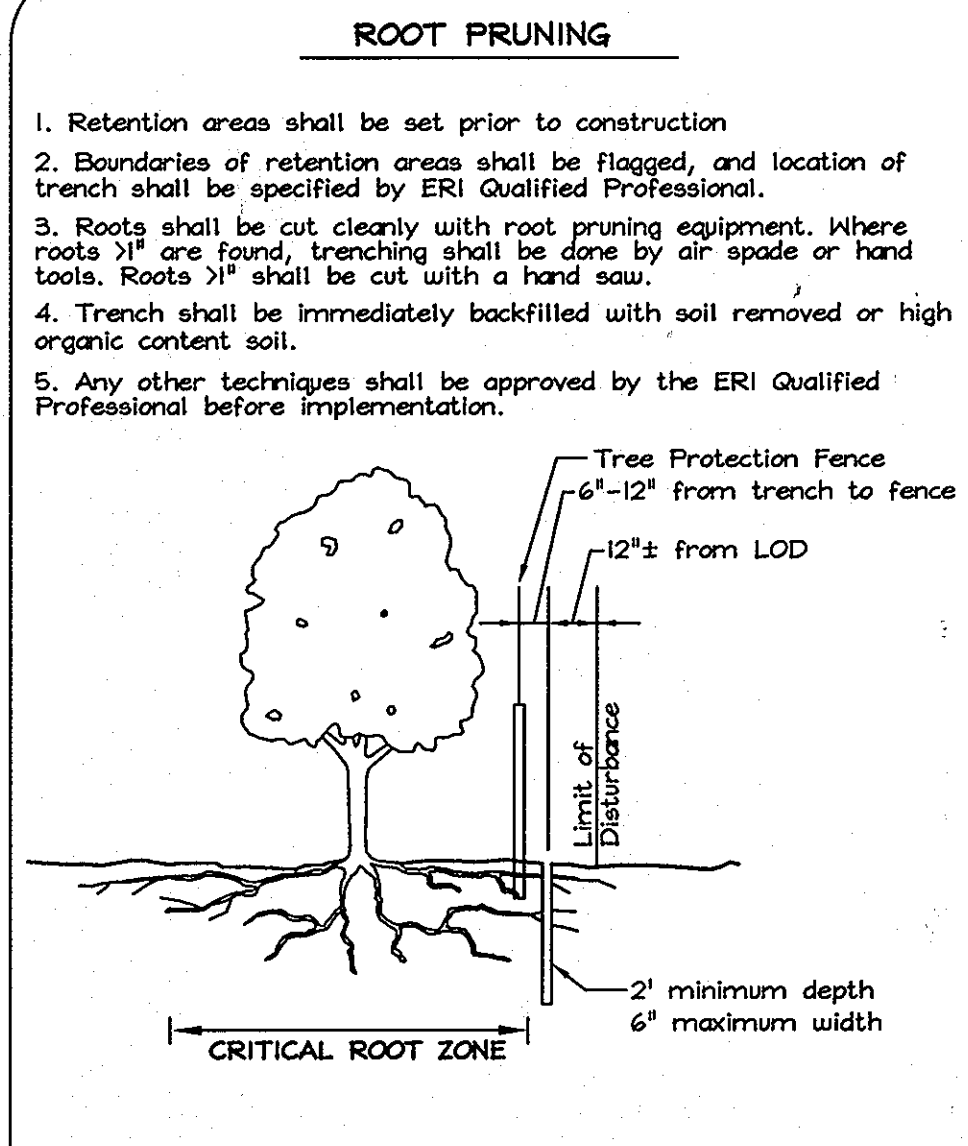 ROOT PRUNING
1. Retention areas shall be set prior to construction
2. Boundaries of retention areas shall be flagged, and location of
trench shall be specified by ERI Qualified Professional.
3. Roots shall be cut cleanly with root pruning equipment. Where
roots >1" are found, trenching shall be done by air spade or hand
tools. Roots >1" shall be cut with a hand saw.
4. Trench shall be immediately backfilled with soil removed or high
organic content soil.
5. Any other techniques shall be approved by the ERI Qualified
Professional before implementation.
Tree Protection Fence
6"-12" from trench to fence
12"± from LOD
Limit of
Disturbance
2' minimum depth
6" maximum width
CRITICAL ROOT ZONE